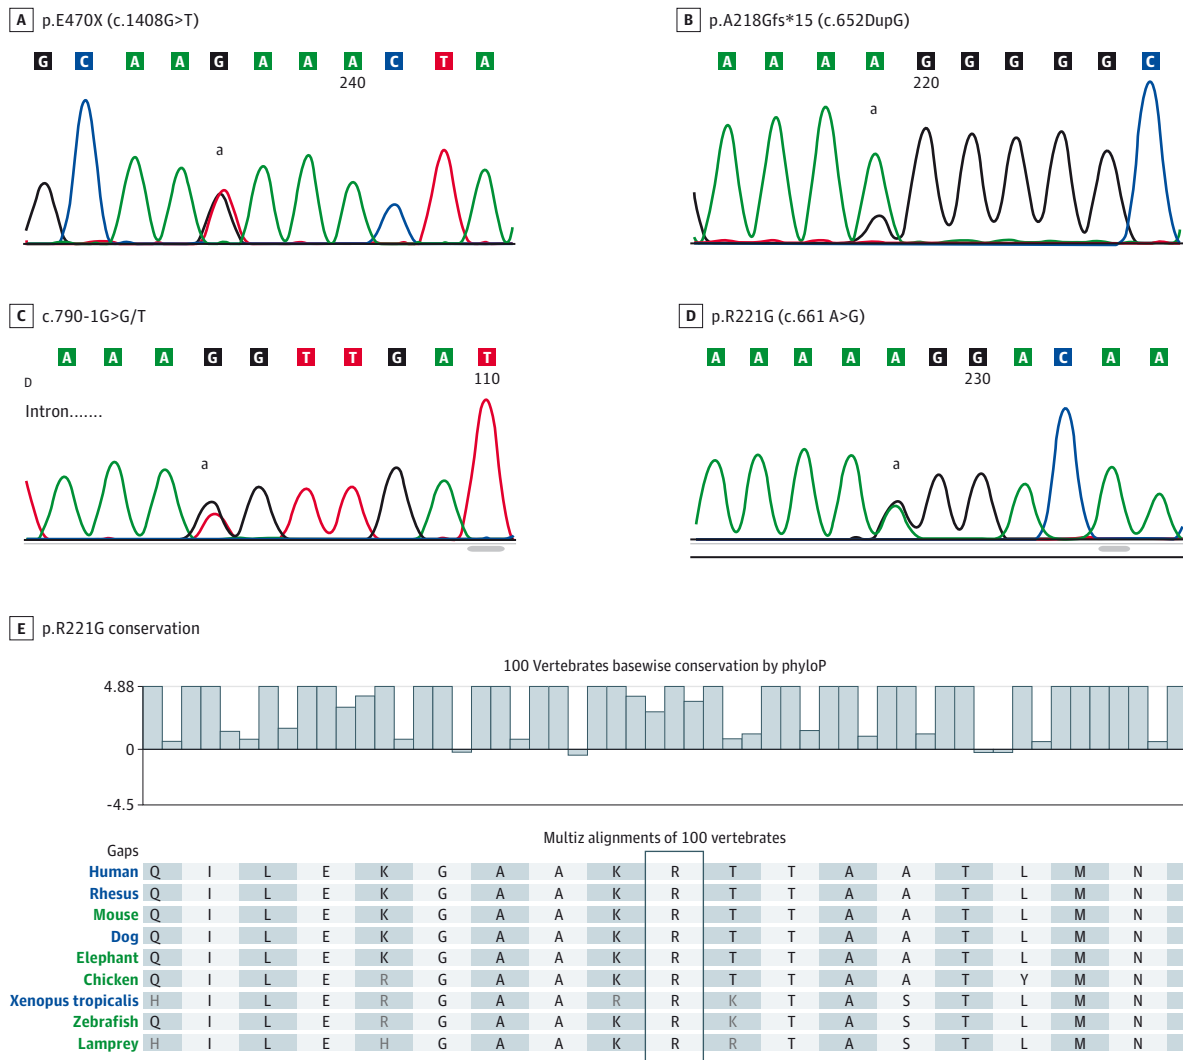 A p.E470X (c.1408G>T)
G C A A G A A A C T A
240
a
B p.A218Gfs*15 (c.652DupG)
A A A A G G G G G C
220
a
C c.790-1G>G/T
A A A G G T T G A T
D 110
Intron.......
a
D p.R221G (c.661 A>G)
A A A A A G G A C A A
230
a
E p.R221G conservation
100 Vertebrates basewise conservation by phyloP
4.88
0
-4.5
Multiz alignments of 100 vertebrates
Gaps
Human Q I L E K G A A K R T T A A T L M N
Rhesus Q I L E K G A A K R T T A A T L M N
Mouse Q I L E K G A A K R T T A A T L M N
Dog Q I L E K G A A K R T T A A T L M N
Elephant Q I L E K G A A K R T T A A T L M N
Chicken Q I L E R G A A K R T T A A T Y M N
Xenopus tropicalis H I L E R G A A R R K T A S T L M N
Zebrafish Q I L E R G A A K R K T A S T L M N
Lamprey H I L E H G A A K R R T A S T L M N